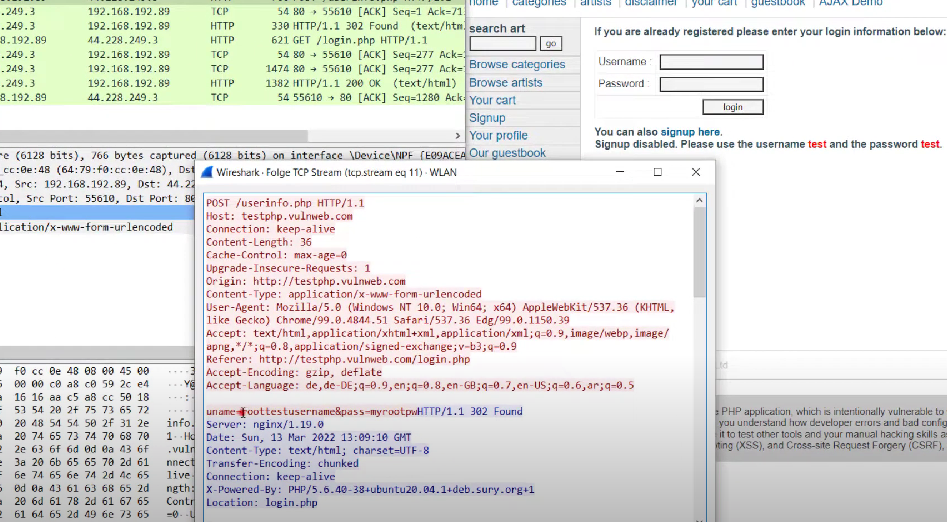 home categories artists disclaimer your cart guestbook AJAX Demo
.249.3 192.168.192.89 TCP 54 80 → 55610 [ACK] Seq=1 Ack=71
.249.3 192.168.192.89 HTTP 330 HTTP/1.1 302 Found (text/htm
8.192.89 44.228.249.3 HTTP 621 GET /login.php HTTP/1.1
.249.3 192.168.192.89 TCP 54 80 → 55610 [ACK] Seq=277
.249.3 192.168.192.89 TCP 1474 80 → 55610 [ACK] Seq=277
.249.3 192.168.192.89 HTTP 1382 HTTP/1.1 200 OK (text/html)
8.192.89 44.228.249.3 TCP 54 55610 → 80 [ACK] Seq=1280 Ack=
search art
go
Browse categories
Browse artists
Your cart
Signup
Your profile
Our guestbook
If you are already registered please enter your login information below:
Username :
Password :
login
You can also signup here.
Signup disabled. Please use the username test and the password test.
re (6128 bits), 766 bytes captured (6128 bits) on interface \Device\NPF_{E09ACEA
_cc:0e:48 (64:79:f0:cc:0e:48), Dst:
4, Src: 192.168.192.89, Dst: 44.22
ol, Src Port: 55610, Dst Port: 80
lication/x-www-form-urlencoded
Wireshark · Folge TCP Stream (tcp.stream eq 11) · WLAN
POST /userinfo.php HTTP/1.1
Host: testphp.vulnweb.com
Connection: keep-alive
Content-Length: 36
Cache-Control: max-age=0
Upgrade-Insecure-Requests: 1
Origin: http://testphp.vulnweb.com
Content-Type: application/x-www-form-urlencoded
User-Agent: Mozilla/5.0 (Windows NT 10.0; Win64; x64) AppleWebKit/537.36 (KHTML,
like Gecko) Chrome/99.0.4844.51 Safari/537.36 Edg/99.0.1150.39
Accept: text/html,application/xhtml+xml,application/xml;q=0.9,image/webp,image/
apng,*/*;q=0.8,application/signed-exchange;v=b3;q=0.9
Referer: http://testphp.vulnweb.com/login.php
Accept-Encoding: gzip, deflate
Accept-Language: de,de-DE;q=0.9,en;q=0.8,en-GB;q=0.7,en-US;q=0.6,ar;q=0.5
uname=roottestusername&pass=myrootpwHTTP/1.1 302 Found
Server: nginx/1.19.0
Date: Sun, 13 Mar 2022 13:09:10 GMT
Content-Type: text/html; charset=UTF-8
Transfer-Encoding: chunked
Connection: keep-alive
X-Powered-By: PHP/5.6.40-38+ubuntu20.04.1+deb.sury.org+1
Location: login.php
f0 cc 0e 48 08 00 45 00
00 00 c0 a8 c0 59 2c e4
16 16 aa c5 a8 cc 50 18
53 54 20 2f 75 73 65 72
20 48 54 54 50 2f 31 2e info.
20 74 65 73 74 70 68 70
2e 63 6f 6d 0d 0a 43 6f .vuln
3a 20 6b 65 65 70 2d 61 nnect
6e 74 65 6e 74 2d 4c 65 live-
0d 0a 43 61 63 68 65 2d ngth:
20 6d 61 78 2d 61 67 65 Contr
61 64 65 2d 49 6e 73 65
Ltd
PHP application, which is intentionally vulnerable to
you understand how developer errors and bad config
it to test other tools and your manual hacking skills as
ting (XSS), and Cross-site Request Forgery (CSRF),